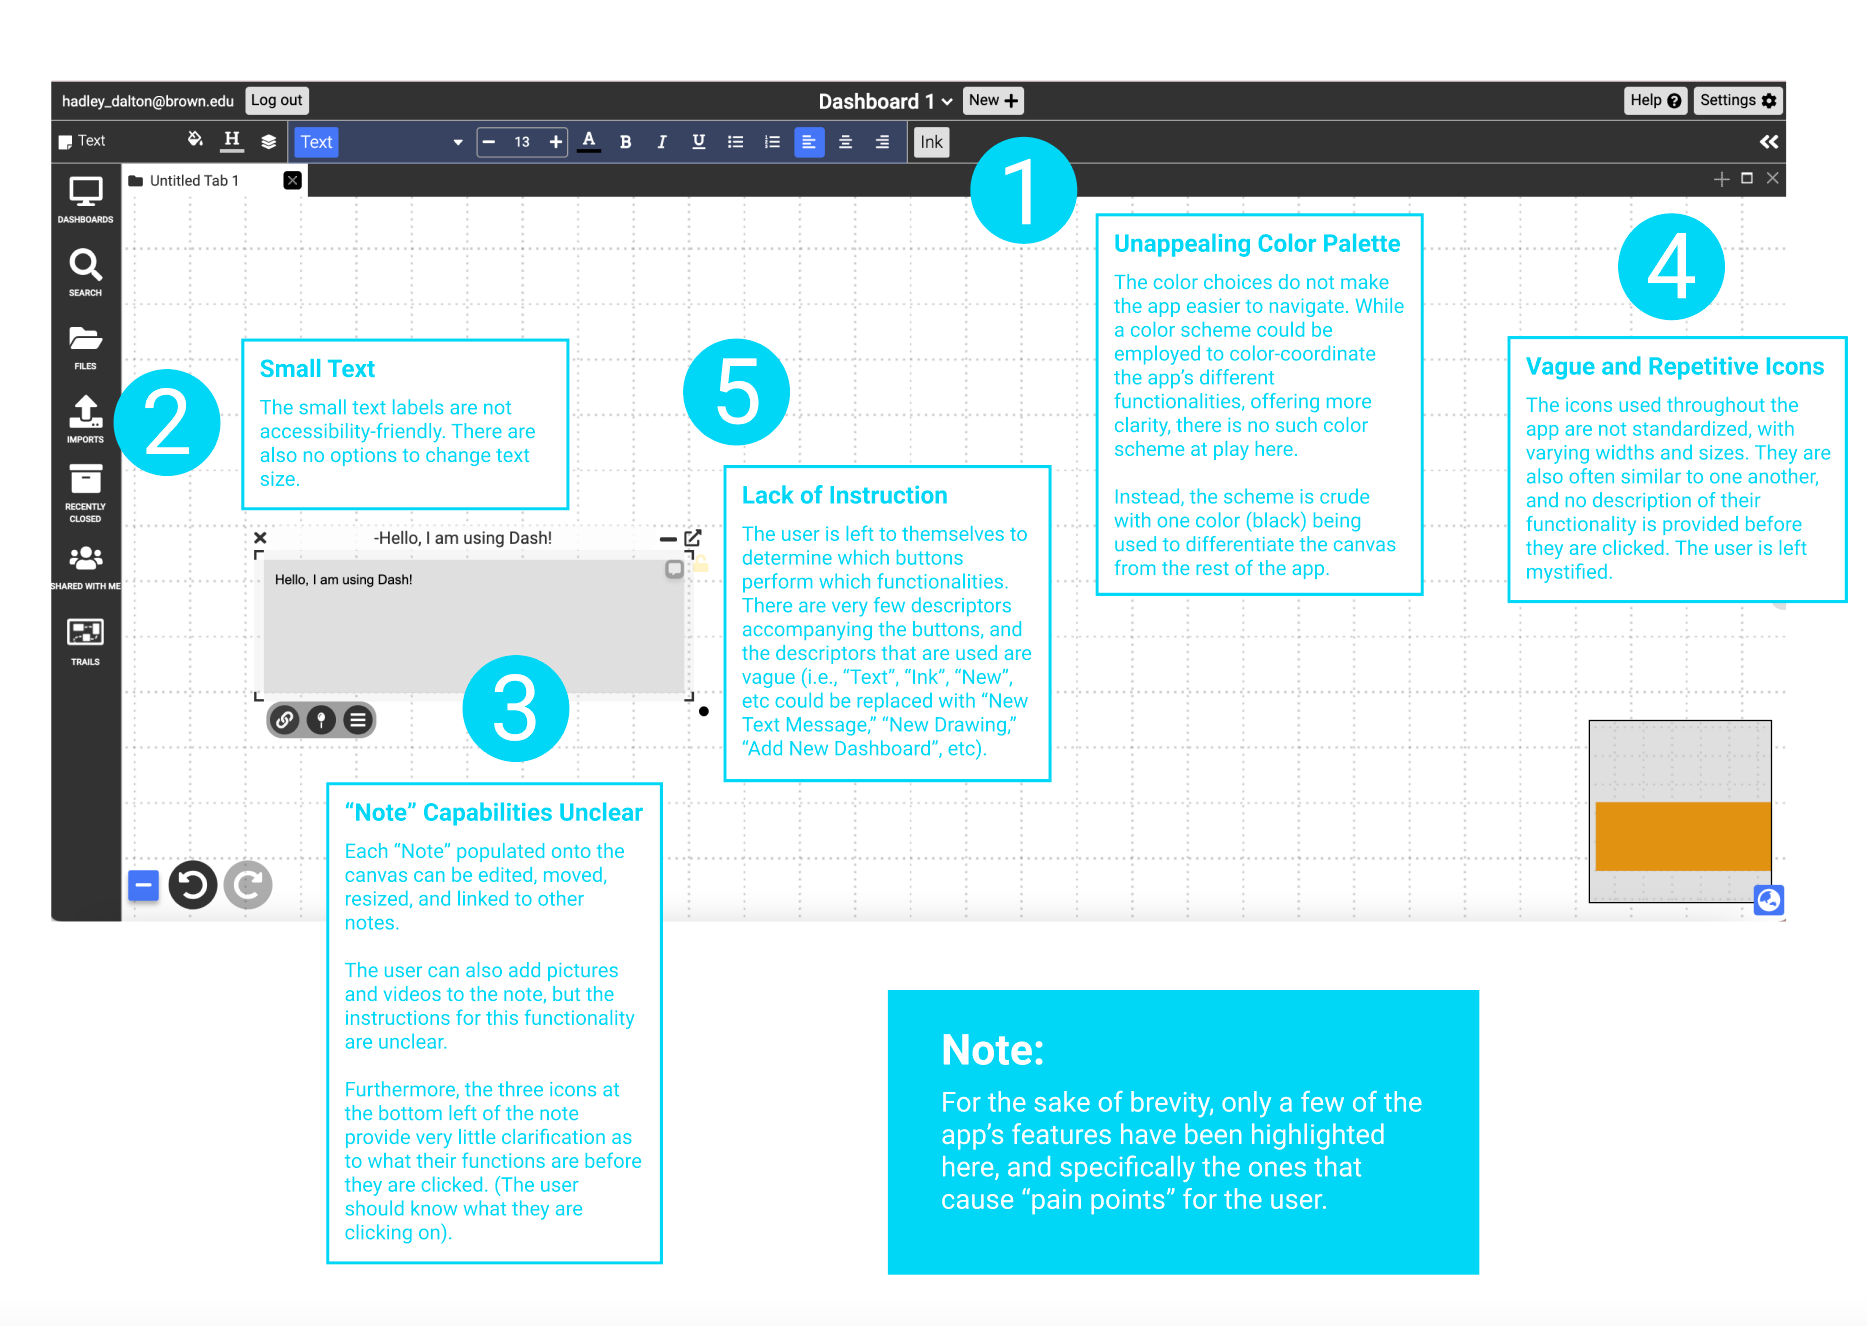 hadley_dalton@brown.edu Log out Dashboard 1 New Help Settings
Text H Text 13 A B I U Ink
Untitled Tab 1
DASHBOARDS
SEARCH
FILES
IMPORTS
RECENTLY
CLOSED
SHARED WITH ME
TRAILS
1
Unappealing Color Palette
The color choices do not make
the app easier to navigate. While
a color scheme could be
employed to color-coordinate
the app's different
functionalities, offering more
clarity, there is no such color
scheme at play here.
Instead, the scheme is crude
with one color (black) being
used to differentiate the canvas
from the rest of the app.
2
Small Text
The small text labels are not
accessibility-friendly. There are
also no options to change text
size.
-Hello, I am using Dash!
Hello, I am using Dash!
3
“Note” Capabilities Unclear
Each “Note” populated onto the
canvas can be edited, moved,
resized, and linked to other
notes.
The user can also add pictures
and videos to the note, but the
instructions for this functionality
are unclear.
Furthermore, the three icons at
the bottom left of the note
provide very little clarification as
to what their functions are before
they are clicked. (The user
should know what they are
clicking on).
4
Vague and Repetitive Icons
The icons used throughout the
app are not standardized, with
varying widths and sizes. They are
also often similar to one another,
and no description of their
functionality is provided before
they are clicked. The user is left
mystified.
5
Lack of Instruction
The user is left to themselves to
determine which buttons
perform which functionalities.
There are very few descriptors
accompanying the buttons, and
the descriptors that are used are
vague (i.e., “Text”, “Ink”, “New”,
etc could be replaced with “New
Text Message,” “New Drawing,”
“Add New Dashboard”, etc).
Note:
For the sake of brevity, only a few of the
app's features have been highlighted
here, and specifically the ones that
cause “pain points” for the user.